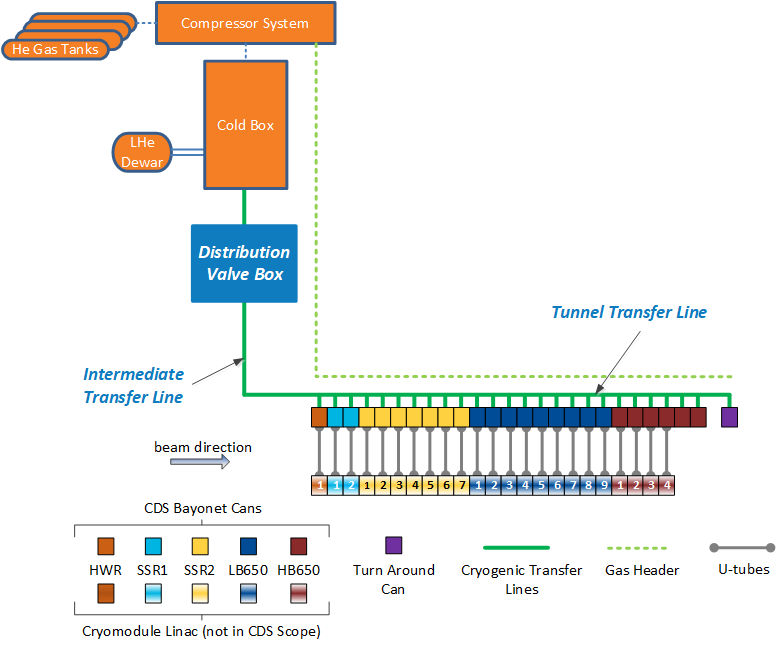 Compressor System
He Gas Tanks
Cold Box
LHe
Dewar
Distribution
Valve Box
Tunnel Transfer Line
Intermediate
Transfer Line
beam direction
1 1 2 1 2 3 4 5 6 7 1 2 3 4 5 6 7 8 9 1 2 3 4
CDS Bayonet Cans
HWR SSR1 SSR2 LB650 HB650
Turn Around
Can
Cryogenic Transfer
Lines
Gas Header
U-tubes
Cryomodule Linac (not in CDS Scope)